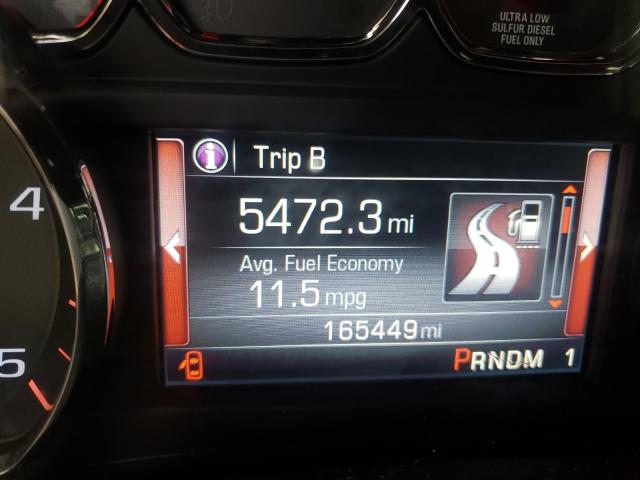 ULTRA LOW
SULFUR DIESEL
FUEL ONLY
4
5
i Trip B
5472.3 mi
Avg. Fuel Economy
11.5 mpg
165449 mi
PRNDM 1